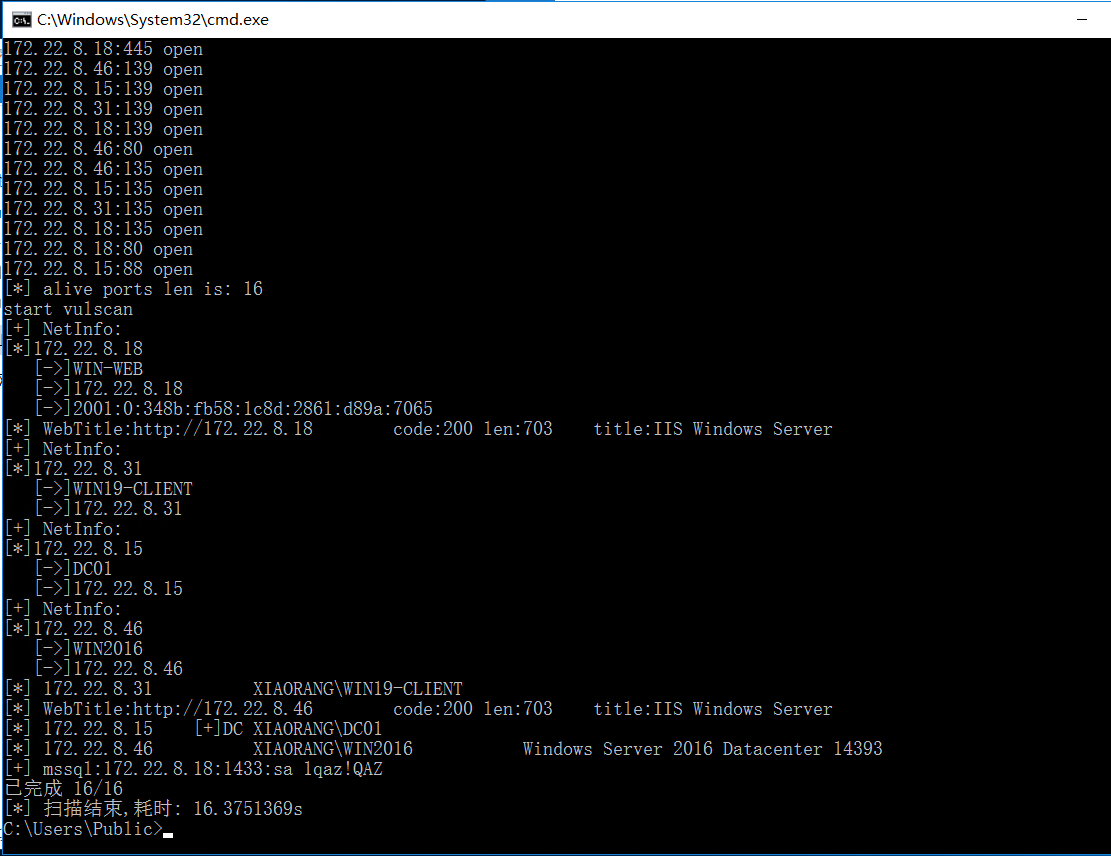 C:\Windows\System32\cmd.exe
172.22.8.18:445 open
172.22.8.46:139 open
172.22.8.15:139 open
172.22.8.31:139 open
172.22.8.18:139 open
172.22.8.46:80 open
172.22.8.46:135 open
172.22.8.15:135 open
172.22.8.31:135 open
172.22.8.18:135 open
172.22.8.18:80 open
172.22.8.15:88 open
[*] alive ports len is: 16
start vulscan
[+] NetInfo:
[*]172.22.8.18
   [->]WIN-WEB
   [->]172.22.8.18
   [->]2001:0:348b:fb58:1c8d:2861:d89a:7065
[*] WebTitle:http://172.22.8.18        code:200 len:703    title:IIS Windows Server
[+] NetInfo:
[*]172.22.8.31
   [->]WIN19-CLIENT
   [->]172.22.8.31
[+] NetInfo:
[*]172.22.8.15
   [->]DC01
   [->]172.22.8.15
[+] NetInfo:
[*]172.22.8.46
   [->]WIN2016
   [->]172.22.8.46
[*] 172.22.8.31          XIAORANG\WIN19-CLIENT
[*] WebTitle:http://172.22.8.46        code:200 len:703    title:IIS Windows Server
[*] 172.22.8.15    [+]DC XIAORANG\DC01
[*] 172.22.8.46          XIAORANG\WIN2016           Windows Server 2016 Datacenter 14393
[+] mssql:172.22.8.18:1433:sa 1qaz!QAZ
已完成 16/16
[*] 扫描结束,耗时: 16.3751369s
C:\Users\Public>